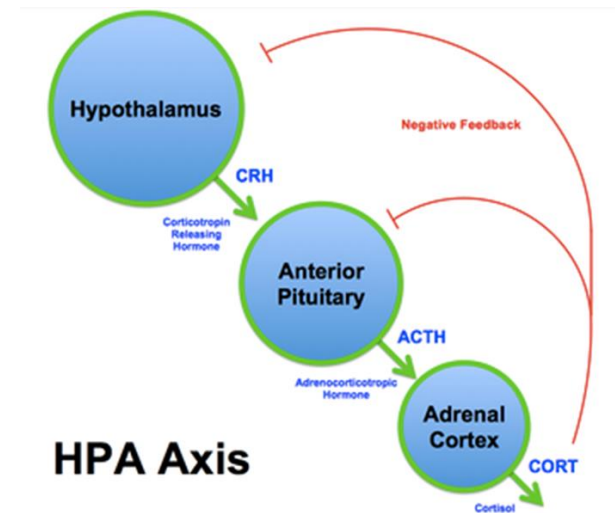 Hypothalamus
Negative Feedback
CRH
Corticotropin
Releasing
Hormone
Anterior
Pituitary
ACTH
Adrenocorticotropic
Hormone
Adrenal
Cortex
HPA Axis
CORT
Cortisol